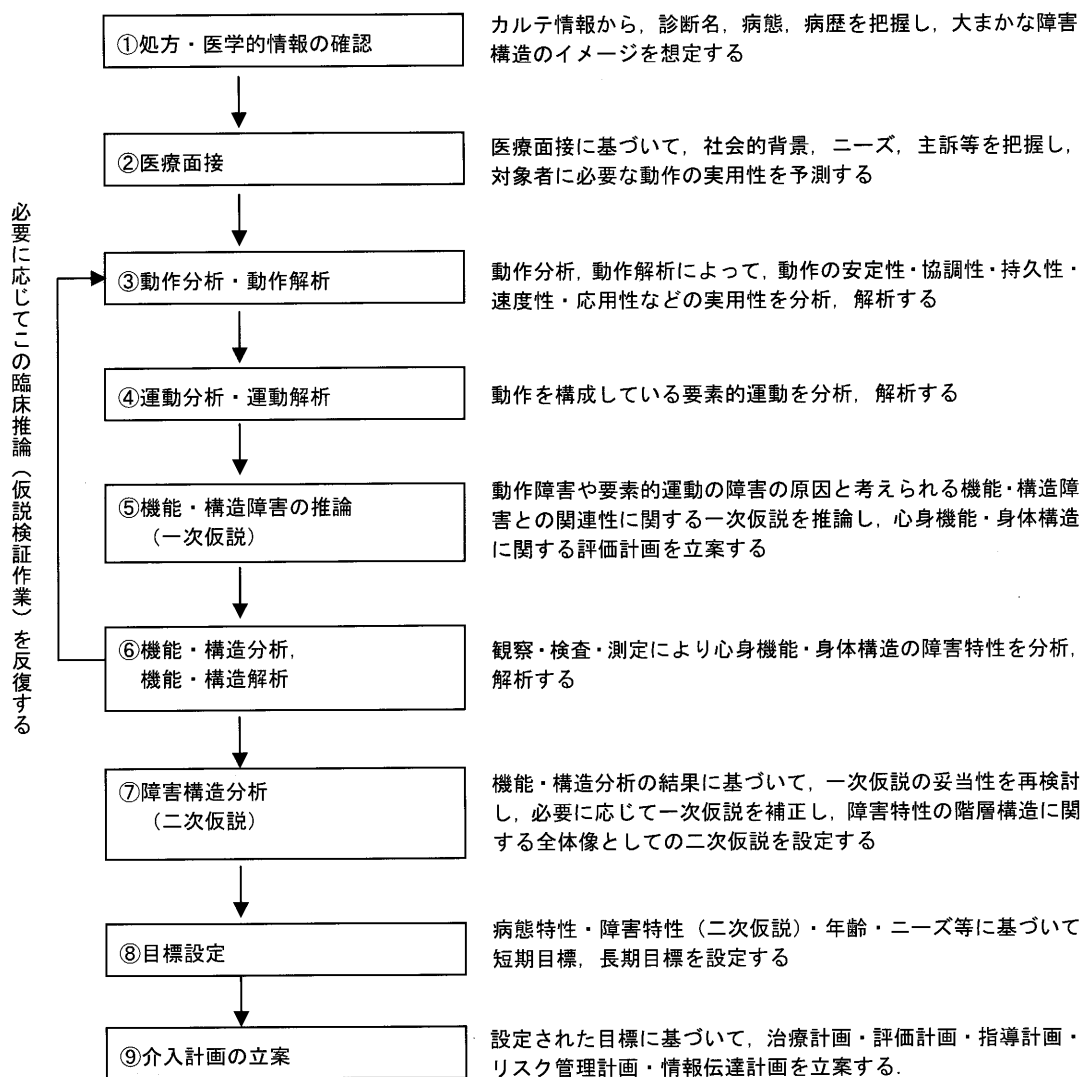 ①処方・医学的情報の確認
カルテ情報から，診断名，病態，病歴を把握し，大まかな障害
構造のイメージを想定する
②医療面接
医療面接に基づいて，社会的背景，ニーズ，主訴等を把握し，
対象者に必要な動作の実用性を予測する
必要に応じてこの臨床推論（仮説検証作業）を反復する
③動作分析・動作解析
動作分析，動作解析によって，動作の安定性・協調性・持久性・
速度性・応用性などの実用性を分析，解析する
④運動分析・運動解析
動作を構成している要素的運動を分析，解析する
⑤機能・構造障害の推論
（一次仮説）
動作障害や要素的運動の障害の原因と考えられる機能・構造障
害との関連性に関する一次仮説を推論し，心身機能・身体構造
に関する評価計画を立案する
⑥機能・構造分析，
機能・構造解析
観察・検査・測定により心身機能・身体構造の障害特性を分析，
解析する
⑦障害構造分析
（二次仮説）
機能・構造分析の結果に基づいて，一次仮説の妥当性を再検討
し，必要に応じて一次仮説を補正し，障害特性の階層構造に関
する全体像としての二次仮説を設定する
⑧目標設定
病態特性・障害特性（二次仮説）・年齢・ニーズ等に基づいて
短期目標，長期目標を設定する
⑨介入計画の立案
設定された目標に基づいて，治療計画・評価計画・指導計画・
リスク管理計画・情報伝達計画を立案する．